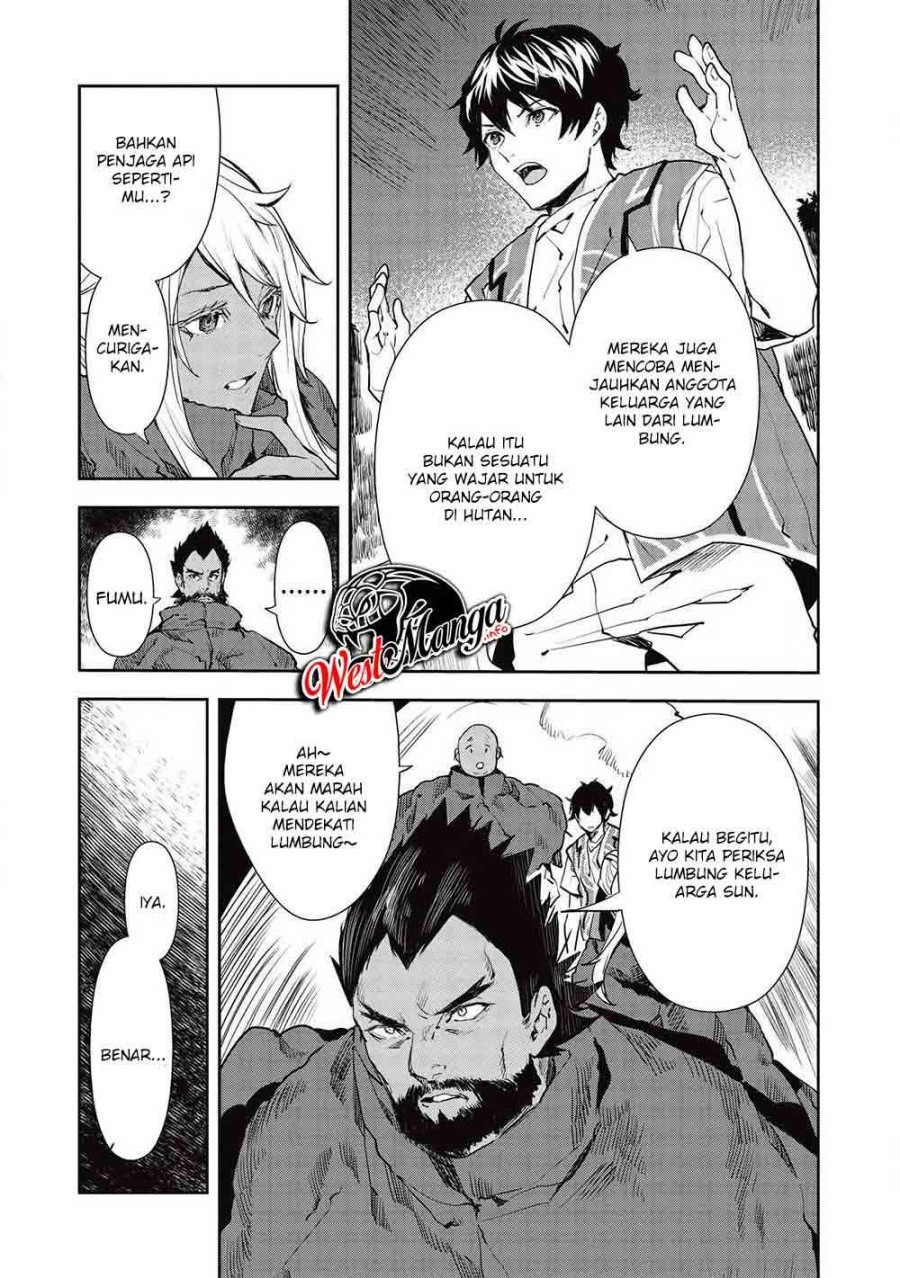 MEREKA JUGA
MENCOBA MEN-
JAUHKAN ANGGOTA
KELUARGA YANG
LAIN DARI LUM-
BUNG.
KALAU ITU
BUKAN SESUATU
YANG WAJAR UNTUK
ORANG-ORANG
DI HUTAN...
BAHKAN
PENJAGA API
SEPERTI-
MU...?
MEN-
CURIGA-
KAN.
......
FUMU.
WestManga
.info
KALAU BEGITU,
AYO KITA PERIKSA
LUMBUNG KELU-
ARGA SUN.
AH~
MEREKA
AKAN MARAH
KALAU KALIAN
MENDEKATI
LUMBUNG~
IYA.
BENAR...